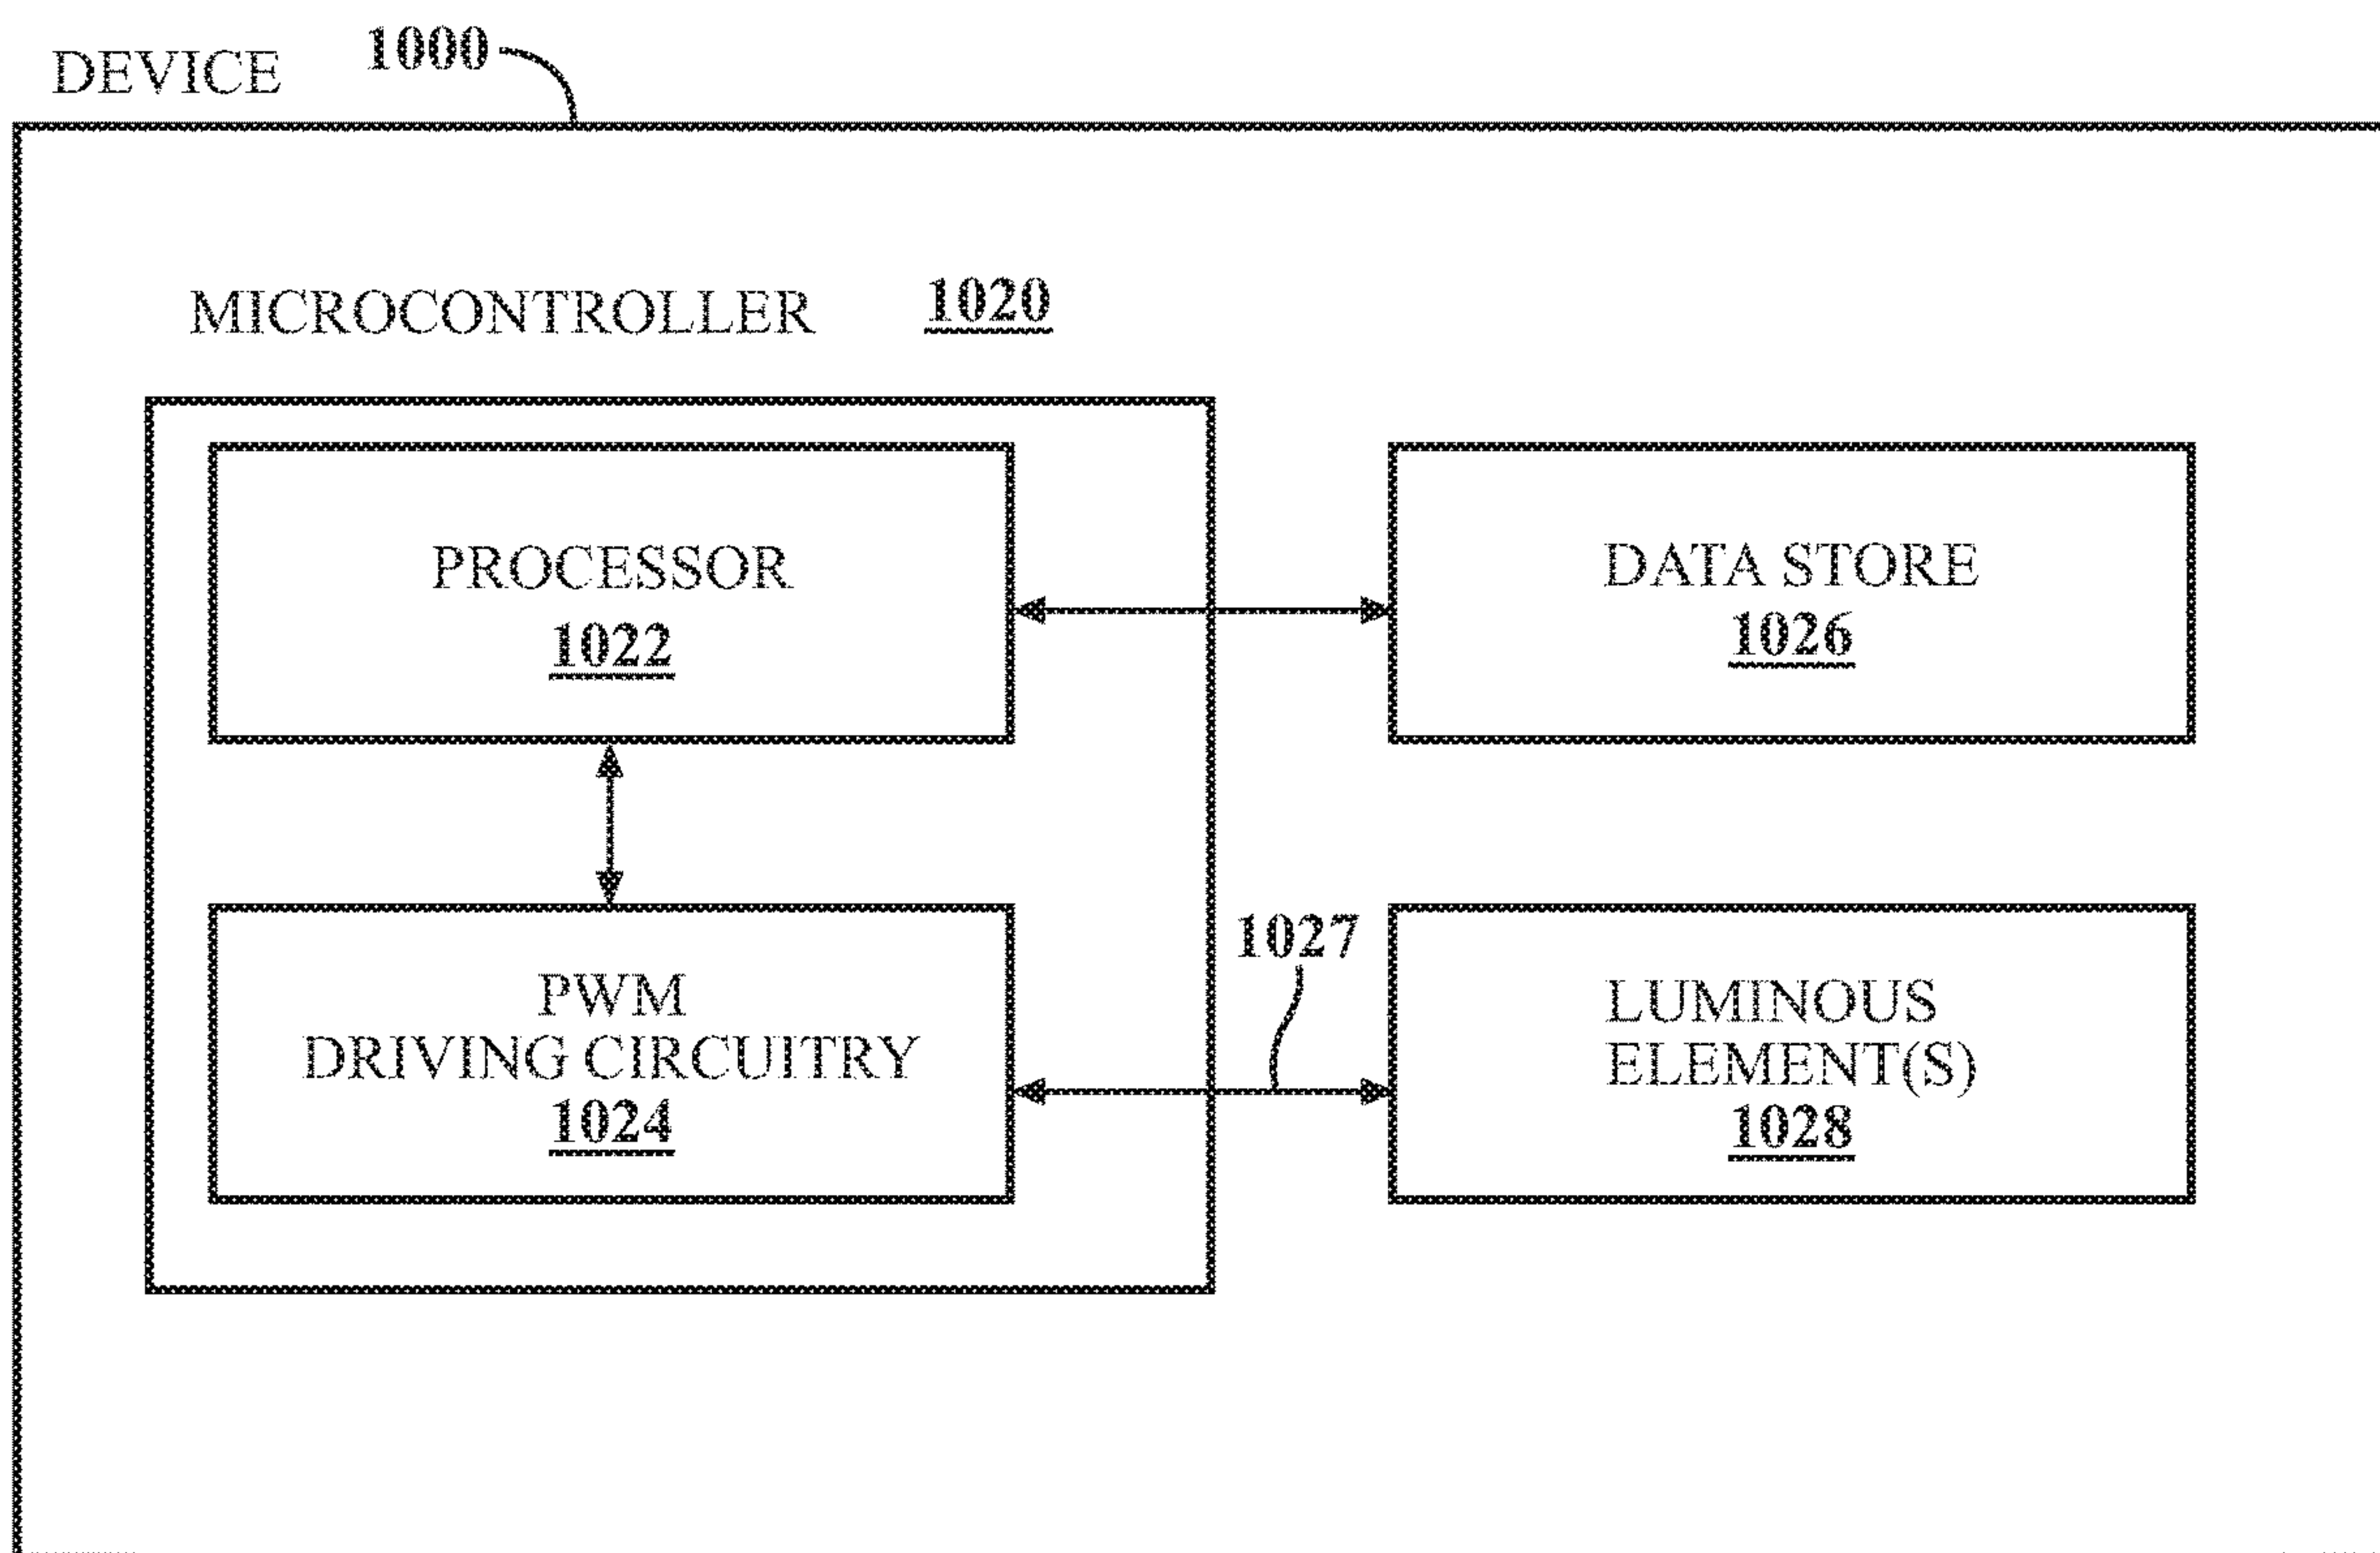 DEVICE 1000
MICROCONTROLLER 1020
PROCESSOR
1022
DATA STORE
1026
PWM
DRIVING CIRCUITRY
1024
1027
LUMINOUS
ELEMENT(S)
1028